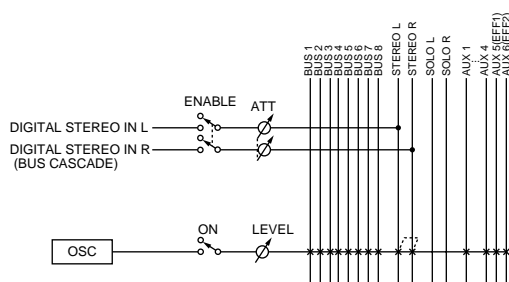 BUS 1
BUS 2
BUS 3
BUS 4
BUS 5
BUS 6
BUS 7
BUS 8
STEREO L
STEREO R
SOLO L
SOLO R
AUX 1
...
AUX 4
AUX 5(EFF1)
AUX 6(EFF2)
ENABLE
ATT
DIGITAL STEREO IN L
DIGITAL STEREO IN R
(BUS CASCADE)
ON
LEVEL
OSC